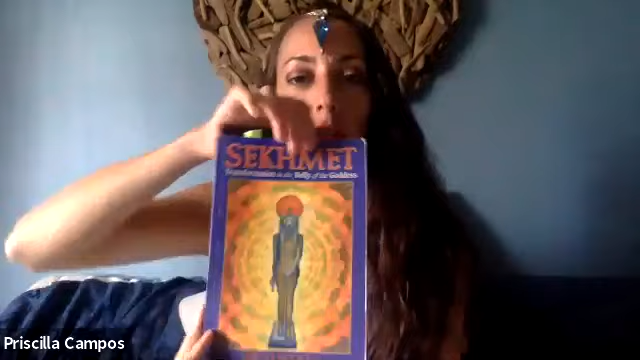 SEKHMET
Transformation in the Belly of the Goddess
Priscilla Campos